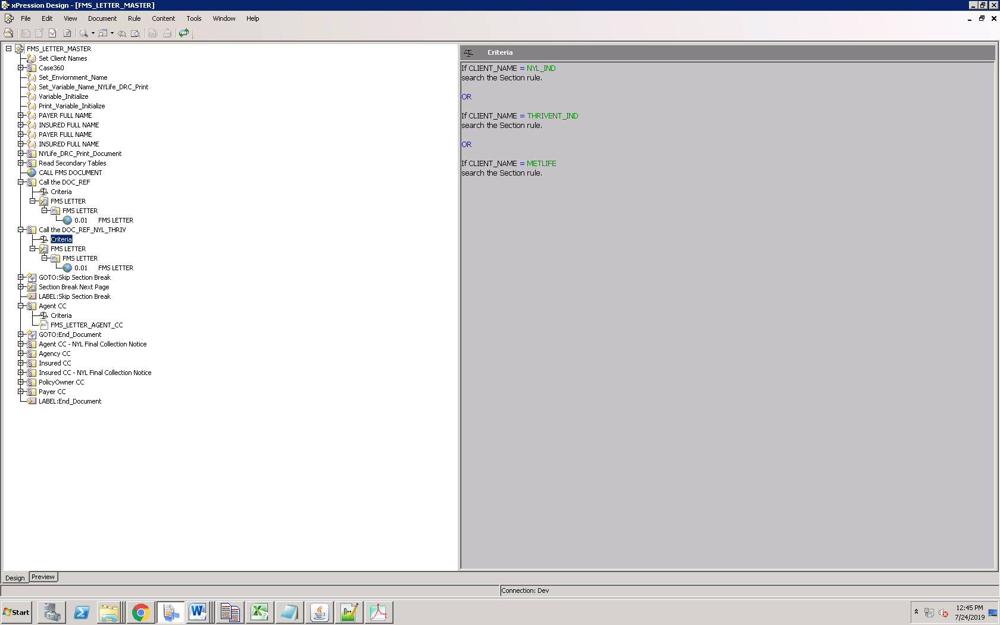 xPression Design - [FMS_LETTER_MASTER]
File Edit View Document Rule Content Tools Window Help
FMS_LETTER_MASTER
Set Client Names
Case360
Set_Enviornment_Name
Set_Variable_Name_NYLife_DRC_Print
Variable_Initialize
Print_Variable_Initialize
PAYER FULL NAME
INSURED FULL NAME
PAYER FULL NAME
INSURED FULL NAME
NYLife_DRC_Print_Document
Read Secondary Tables
CALL FMS DOCUMENT
Call the DOC_REF
Criteria
FMS LETTER
FMS LETTER
0.01 FMS LETTER
Call the DOC_REF_NYL_THRIV
Criteria
FMS LETTER
FMS LETTER
0.01 FMS LETTER
GOTO:Skip Section Break
Section Break Next Page
LABEL:Skip Section Break
Agent CC
Criteria
FMS_LETTER_AGENT_CC
GOTO:End_Document
Agent CC - NYL Final Collection Notice
Agency CC
Insured CC
Insured CC - NYL Final Collection Notice
PolicyOwner CC
Payer CC
LABEL:End_Document
Criteria
If CLIENT_NAME = NYL_IND
search the Section rule.
OR
If CLIENT_NAME = THRIVENT_IND
search the Section rule.
OR
If CLIENT_NAME = METLIFE
search the Section rule.
Design Preview
Connection: Dev
Start
12:45 PM
7/24/2019